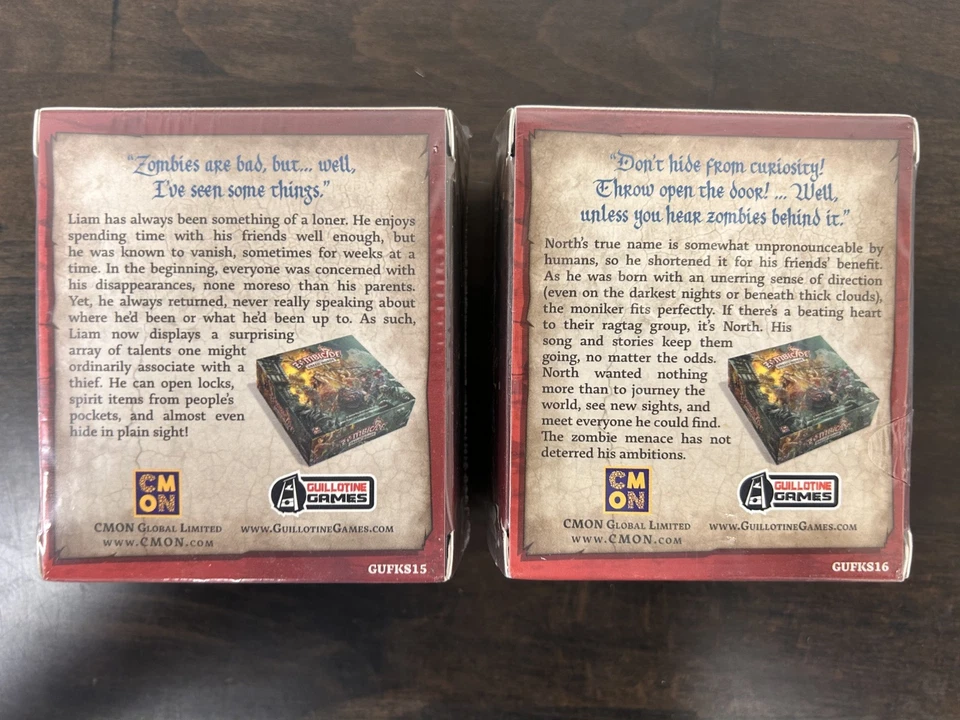 “Zombies are bad, but... well,
I've seen some things.”
Liam has always been something of a loner. He enjoys
spending time with his friends well enough, but
he was known to vanish, sometimes for weeks at a
time. In the beginning, everyone was concerned with
his disappearances, none moreso than his parents.
Yet, he always returned, never really speaking about
where he'd been or what he'd been up to. As such,
Liam now displays a surprising
array of talents one might
ordinarily associate with a
thief. He can open locks,
spirit items from people's
pockets, and almost even
hide in plain sight!
ZOMBICIDE
CMON
GUILLOTINE
GAMES
CMON Global Limited
www.CMON.com
www.GuillotineGames.com
GUFKS15
“Don't hide from curiosity!
Throw open the door! ... Well,
unless you hear zombies behind it.”
North's true name is somewhat unpronounceable by
humans, so he shortened it for his friends' benefit.
As he was born with an unerring sense of direction
(even on the darkest nights or beneath thick clouds),
the moniker fits perfectly. If there's a beating heart
to their ragtag group, it's North. His
song and stories keep them
going, no matter the odds.
North wanted nothing
more than to journey the
world, see new sights, and
meet everyone he could find.
The zombie menace has not
deterred his ambitions.
ZOMBICIDE
CMON
GUILLOTINE
GAMES
CMON Global Limited
www.CMON.com
www.GuillotineGames.com
GUFKS16